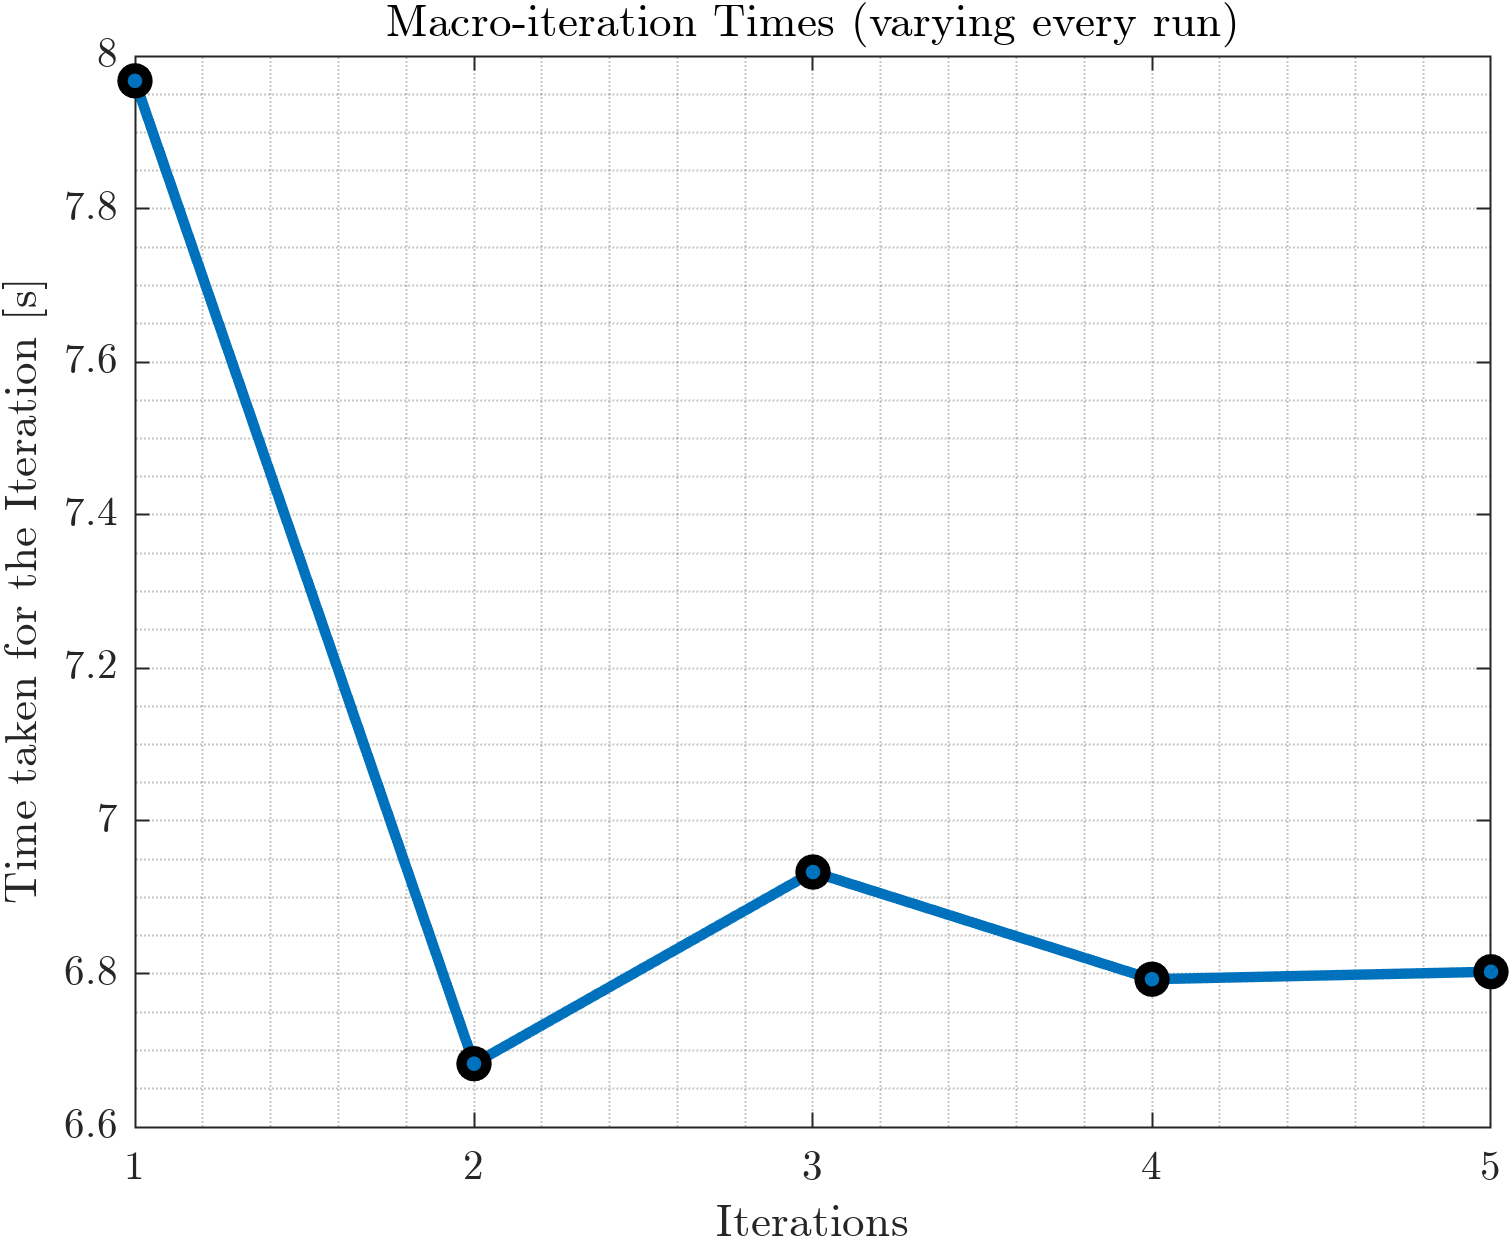 Macro-iteration Times (varying every run)
Time taken for the Iteration [s]
8
7.8
7.6
7.4
7.2
7
6.8
6.6
1 2 3 4 5
Iterations